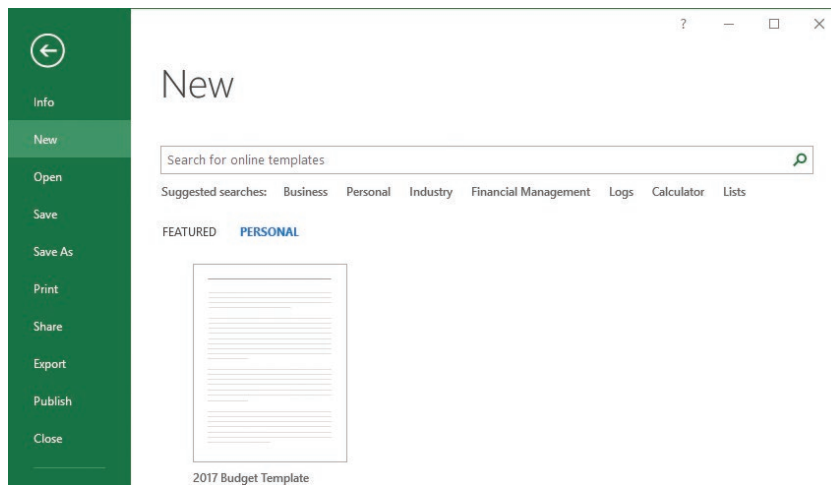 ?
New
Info
New
Search for online templates
Open
Suggested searches: Business Personal Industry Financial Management Logs Calculator Lists
Save
FEATURED PERSONAL
Save As
Print
Share
Export
Publish
Close
2017 Budget Template